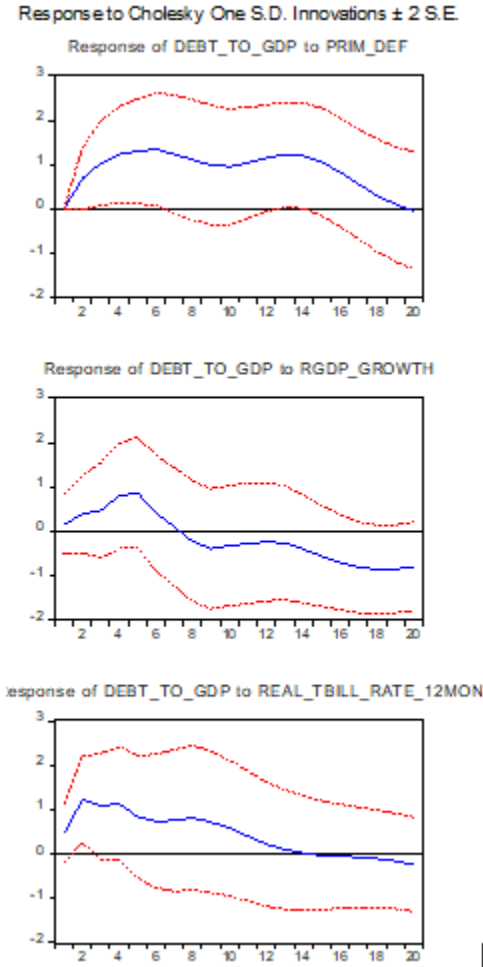 Response to Cholesky One S.D. Innovations ± 2 S.E.
Response of DEBT_TO_GDP to PRIM_DEF
3
2
1
0
-1
-2
2 4 6 8 10 12 14 16 18 20
Response of DEBT_TO_GDP to RGDP_GROWTH
3
2
1
0
-1
-2
2 4 6 8 10 12 14 16 18 20
esponse of DEBT_TO_GDP to REAL_TBILL_RATE_12MON
3
2
1
0
-1
-2
2 4 6 8 10 12 14 16 18 20